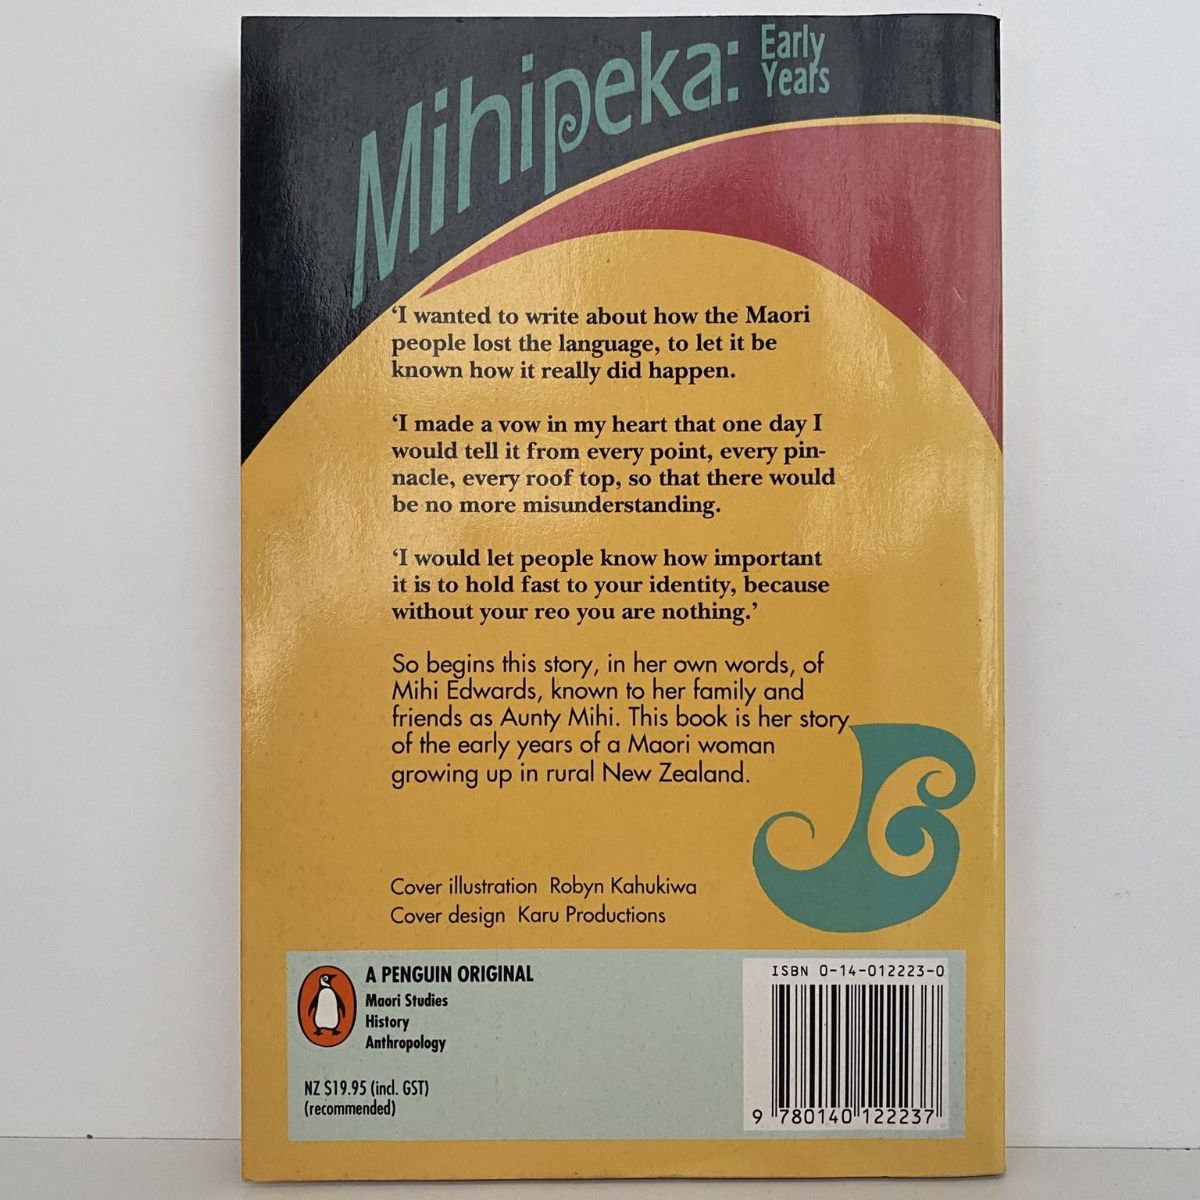 Mihipeka: Early
Years
‘I wanted to write about how the Maori
people lost the language, to let it be
known how it really did happen.
‘I made a vow in my heart that one day I
would tell it from every point, every pin-
nacle, every roof top, so that there would
be no more misunderstanding.
‘I would let people know how important
it is to hold fast to your identity, because
without your reo you are nothing.’
So begins this story, in her own words, of
Mihi Edwards, known to her family and
friends as Aunty Mihi. This book is her story
of the early years of a Maori woman
growing up in rural New Zealand.
Cover illustration Robyn Kahukiwa
Cover design Karu Productions
A PENGUIN ORIGINAL
Maori Studies
History
Anthropology
NZ $19.95 (incl. GST)
(recommended)
ISBN 0-14-012223-0
9 780140 122237